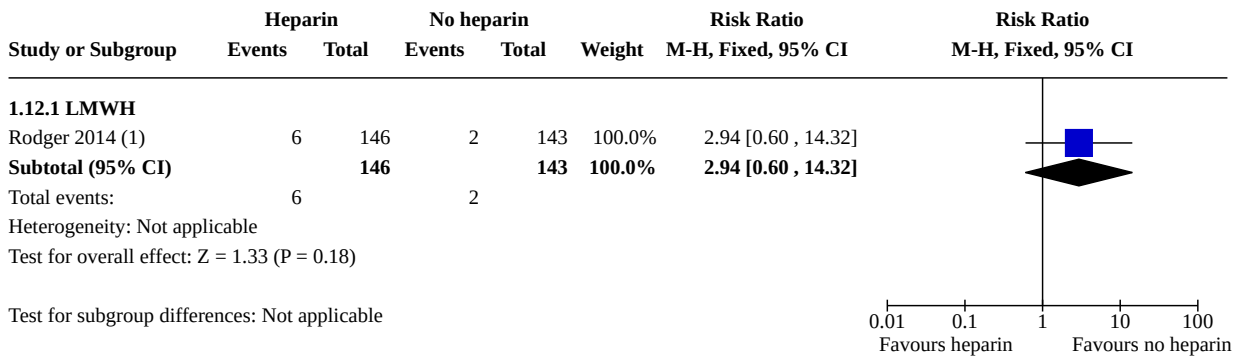 Heparin No heparin Risk Ratio Risk Ratio
Study or Subgroup Events Total Events Total Weight M-H, Fixed, 95% CI M-H, Fixed, 95% CI
1.12.1 LMWH
Rodger 2014 (1) 6 146 2 143 100.0% 2.94 [0.60 , 14.32]
Subtotal (95% CI) 146 143 100.0% 2.94 [0.60 , 14.32]
Total events: 6 2
Heterogeneity: Not applicable
Test for overall effect: Z = 1.33 (P = 0.18)
Test for subgroup differences: Not applicable
0.01 0.1 1 10 100
Favours heparin Favours no heparin